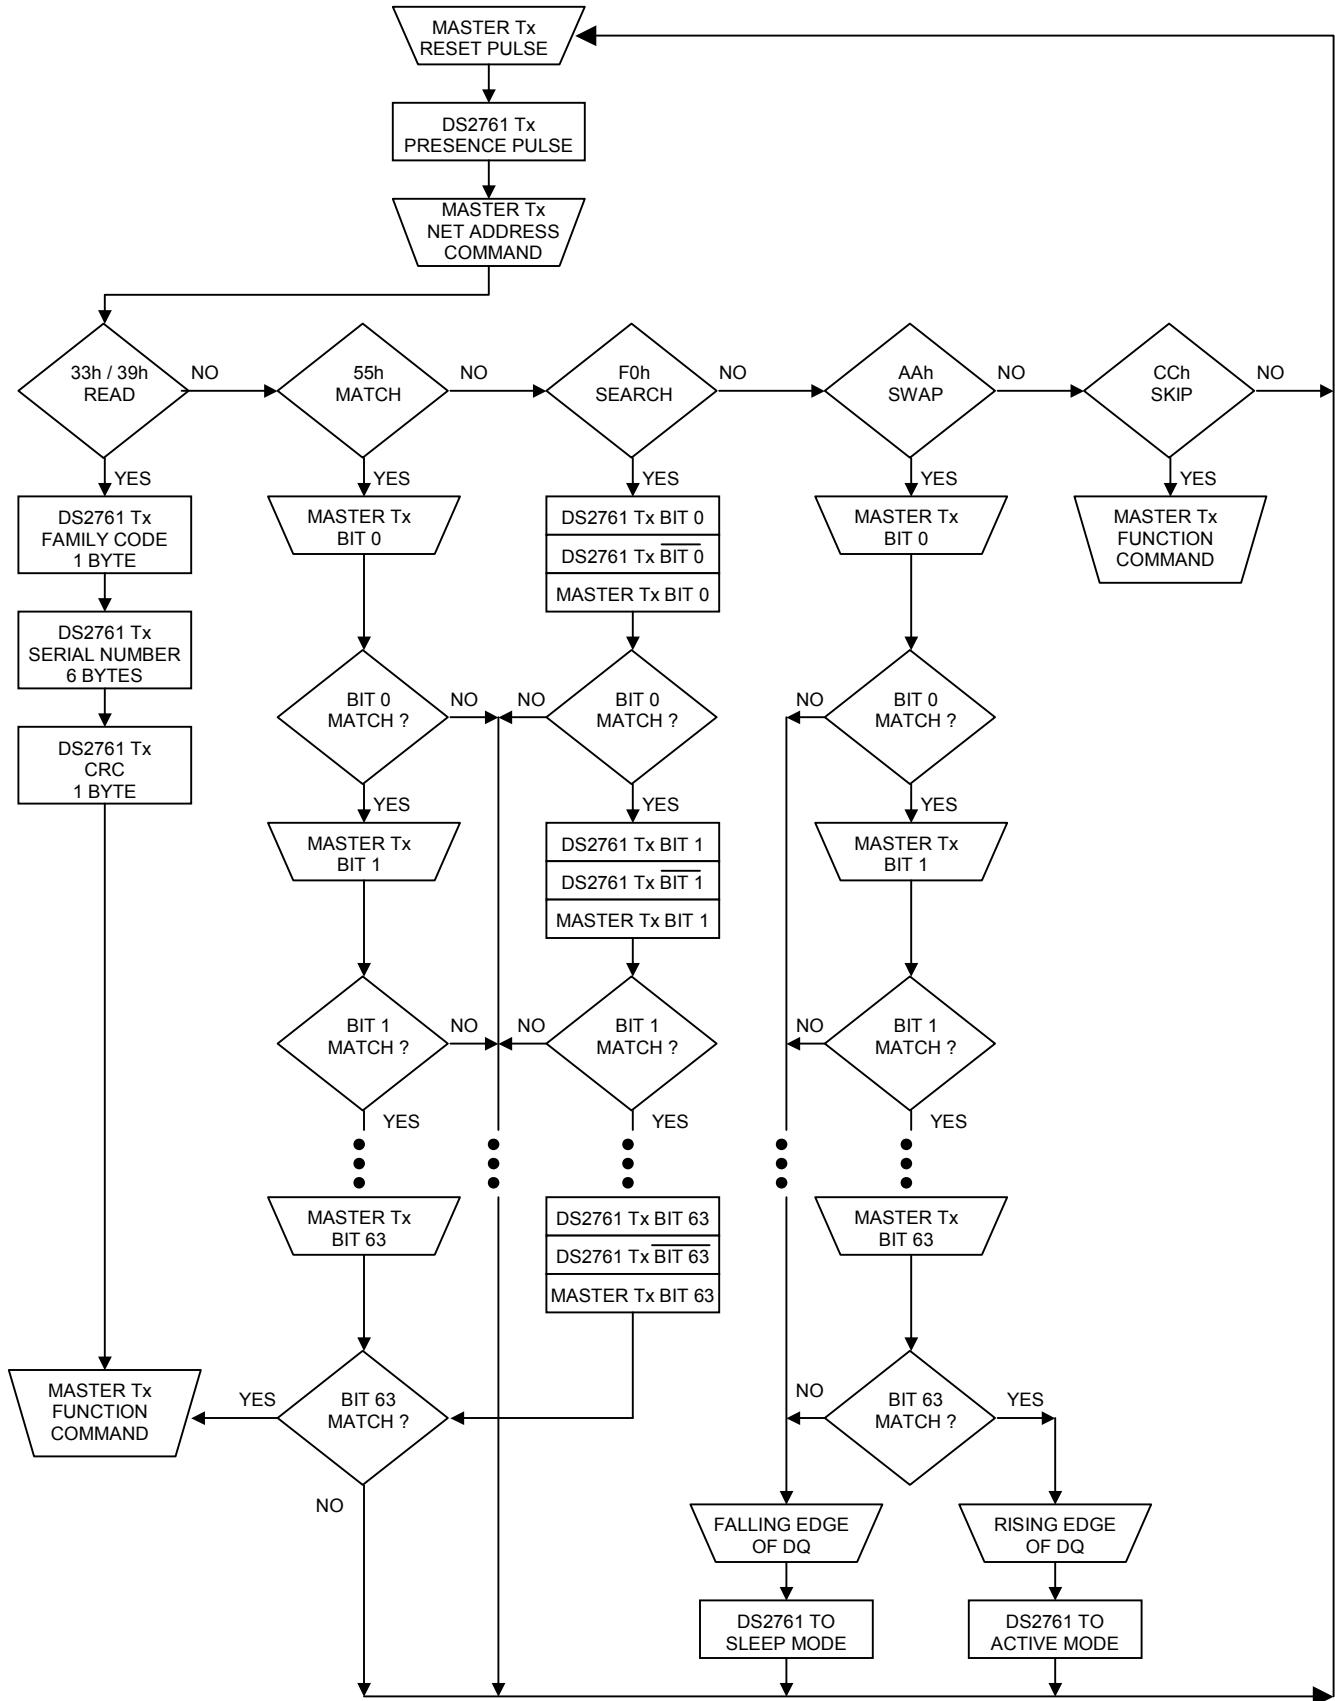 MASTER Tx
RESET PULSE
DS2761 Tx
PRESENCE PULSE
MASTER Tx
NET ADDRESS
COMMAND
33h / 39h
READ
NO
55h
MATCH
NO
F0h
SEARCH
NO
AAh
SWAP
NO
CCh
SKIP
NO
YES
YES
YES
YES
YES
DS2761 Tx
FAMILY CODE
1 BYTE
MASTER Tx
BIT 0
DS2761 Tx BIT 0
DS2761 Tx B̅I̅T̅ ̅0̅
MASTER Tx BIT 0
MASTER Tx
BIT 0
MASTER Tx
FUNCTION
COMMAND
DS2761 Tx
SERIAL NUMBER
6 BYTES
DS2761 Tx
CRC
1 BYTE
BIT 0
MATCH ?
NO
NO
BIT 0
MATCH ?
NO
BIT 0
MATCH ?
YES
YES
YES
MASTER Tx
BIT 1
DS2761 Tx BIT 1
DS2761 Tx B̅I̅T̅ ̅1̅
MASTER Tx BIT 1
MASTER Tx
BIT 1
BIT 1
MATCH ?
NO
NO
BIT 1
MATCH ?
NO
BIT 1
MATCH ?
YES
YES
YES
MASTER Tx
BIT 63
DS2761 Tx BIT 63
DS2761 Tx B̅I̅T̅ ̅6̅3̅
MASTER Tx BIT 63
MASTER Tx
BIT 63
MASTER Tx
FUNCTION
COMMAND
YES
BIT 63
MATCH ?
NO
NO
BIT 63
MATCH ?
YES
FALLING EDGE
OF DQ
RISING EDGE
OF DQ
DS2761 TO
SLEEP MODE
DS2761 TO
ACTIVE MODE